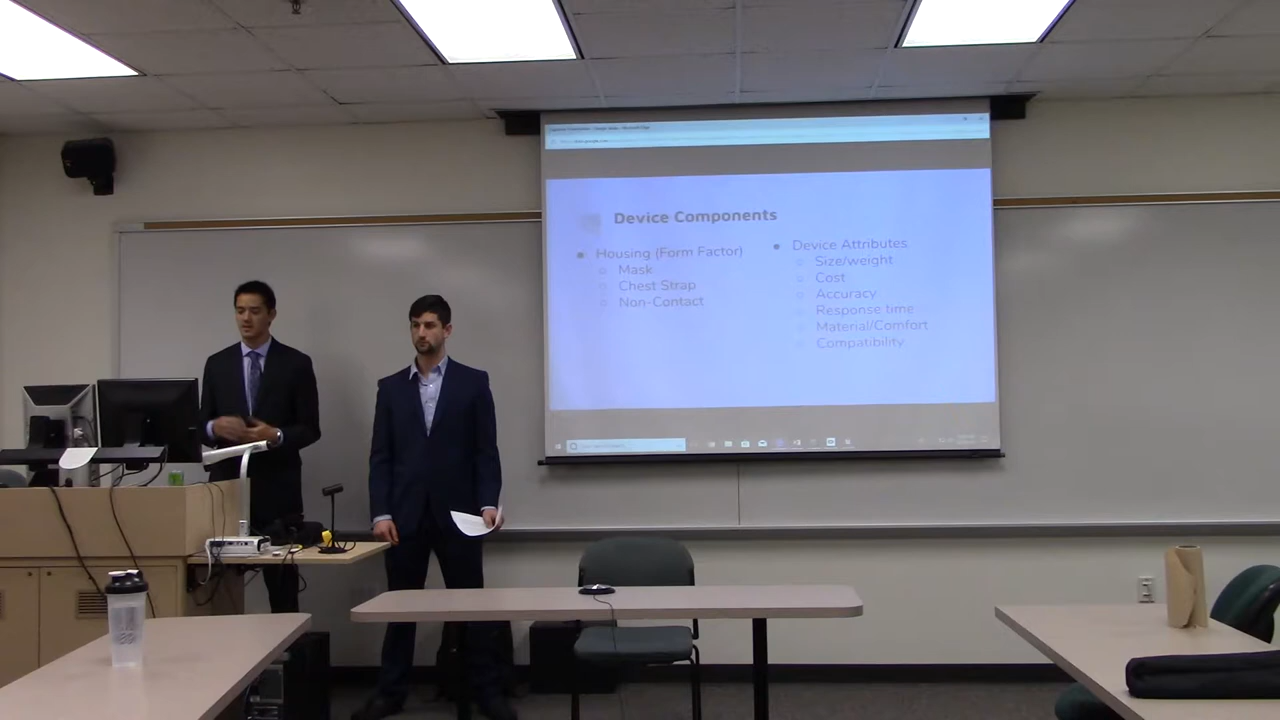 Device Components
Housing (Form Factor)
Mask
Chest Strap
Non-Contact
Device Attributes
Size/weight
Cost
Accuracy
Response time
Material/Comfort
Compatibility